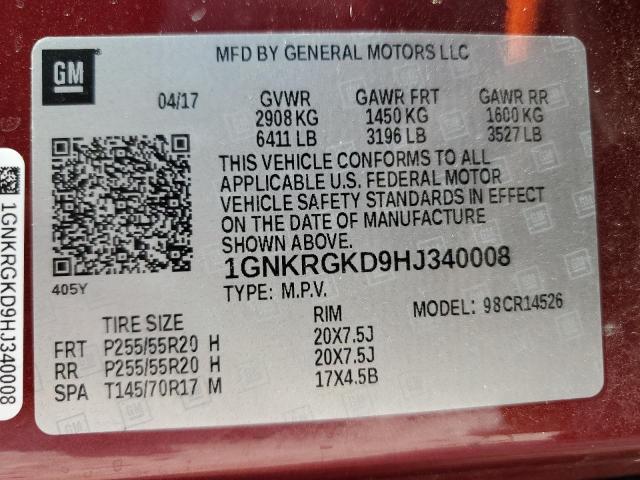 GM
MFD BY GENERAL MOTORS LLC
04/17
GVWR GAWR FRT GAWR RR
2908 KG 1450 KG 1600 KG
6411 LB 3196 LB 3527 LB
THIS VEHICLE CONFORMS TO ALL
APPLICABLE U.S. FEDERAL MOTOR
VEHICLE SAFETY STANDARDS IN EFFECT
ON THE DATE OF MANUFACTURE
SHOWN ABOVE.
1GNKRGKD9HJ340008
405Y
TYPE: M.P.V.
MODEL: 98CR14526
TIRE SIZE RIM
FRT P255/55R20 H 20X7.5J
RR P255/55R20 H 20X7.5J
SPA T145/70R17 M 17X4.5B
1GNKRGKD9HJ340008